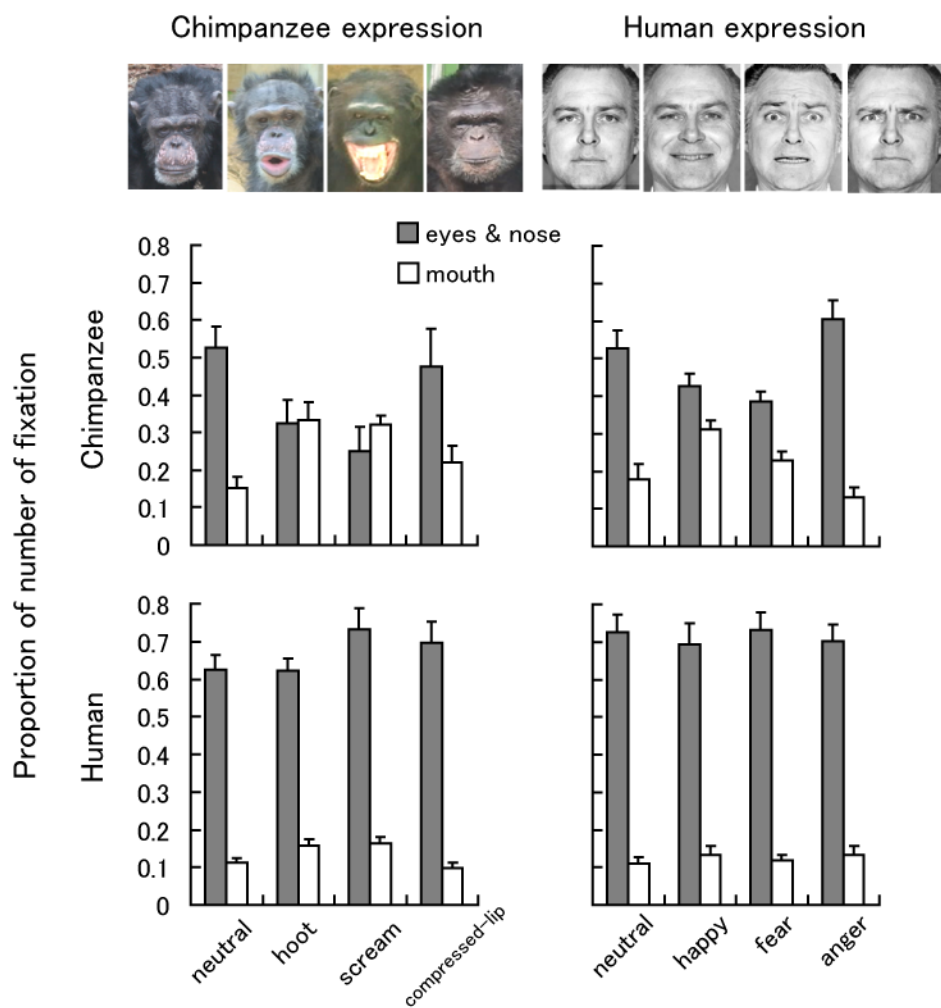 Chimpanzee expression
Human expression
eyes & nose
mouth
Proportion of number of fixation
Chimpanzee
0.8
0.7
0.6
0.5
0.4
0.3
0.2
0.1
0
Human
0.8
0.7
0.6
0.5
0.4
0.3
0.2
0.1
0
neutral
hoot
scream
compressed-lip
neutral
happy
fear
anger